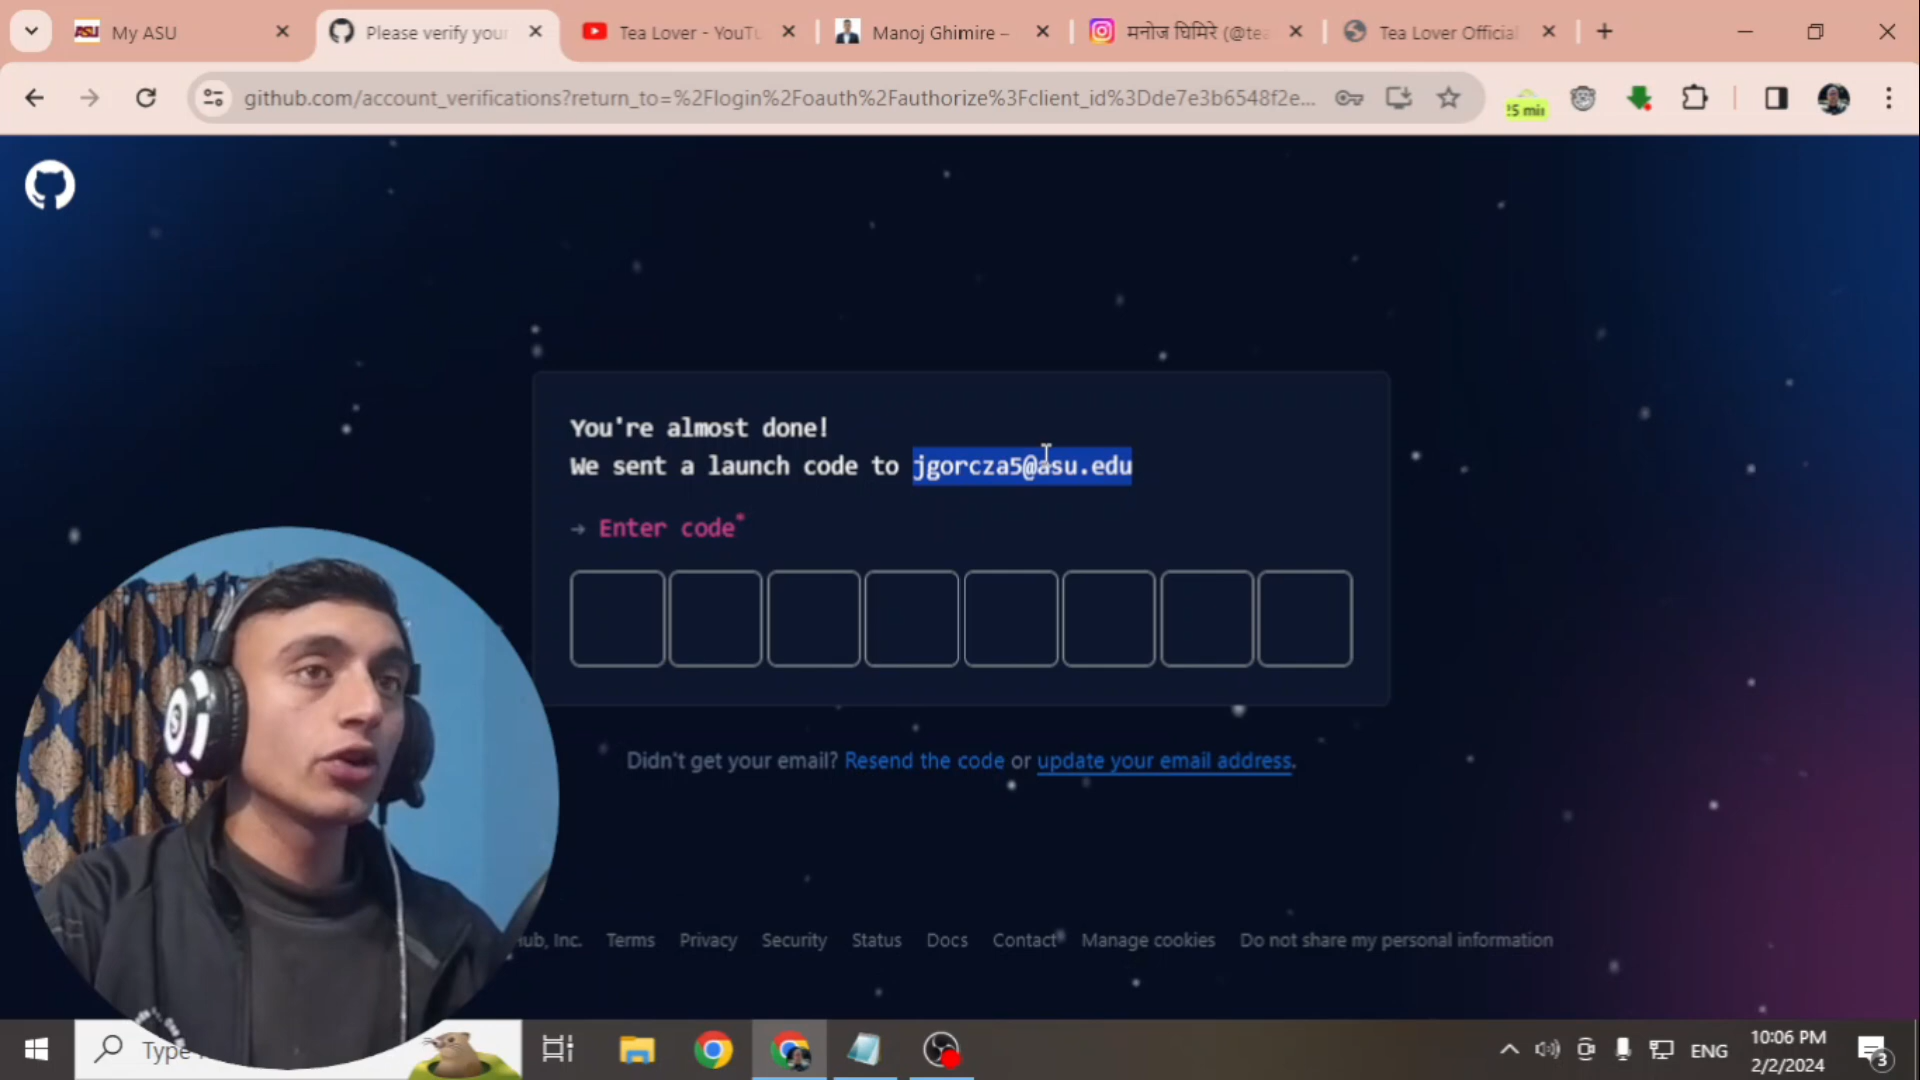 ASU My ASU
Please verify your
Tea Lover - YouTu
Manoj Ghimire –
मनोज घिमिरे (@tea
Tea Lover Official
github.com/account_verifications?return_to=%2Flogin%2Foauth%2Fauthorize%3Fclient_id%3Dde7e3b6548f2e...
You're almost done!
We sent a launch code to jgorcza5@asu.edu
→ Enter code*
Didn't get your email? Resend the code or update your email address.
ub, Inc. Terms Privacy Security Status Docs Contact Manage cookies Do not share my personal information
Type
ENG
10:06 PM
2/2/2024
3